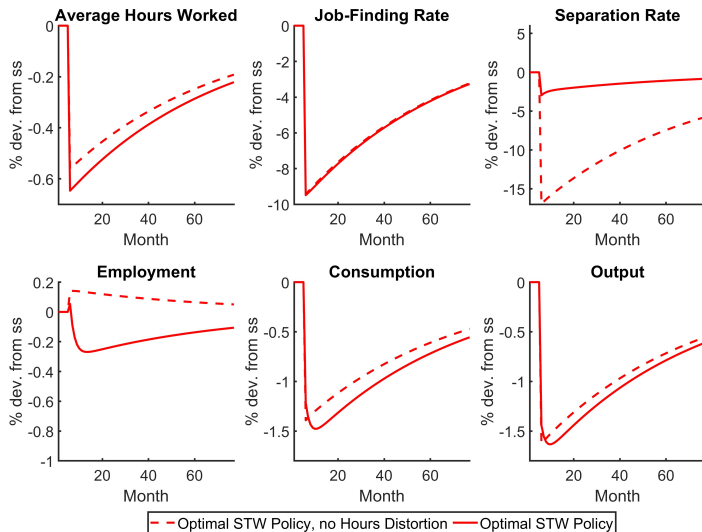 Average Hours Worked
0
-0.2
-0.4
-0.6
% dev. from ss
20 40 60
Month
Job-Finding Rate
0
-2
-4
-6
-8
-10
% dev. from ss
20 40 60
Month
Separation Rate
5
0
-5
-10
-15
% dev. from ss
20 40 60
Month
Employment
0.2
0
-0.2
-0.4
-0.6
-0.8
-1
% dev. from ss
20 40 60
Month
Consumption
0
-0.5
-1
-1.5
% dev. from ss
20 40 60
Month
Output
0
-0.5
-1
-1.5
% dev. from ss
20 40 60
Month
Optimal STW Policy, no Hours Distortion
Optimal STW Policy